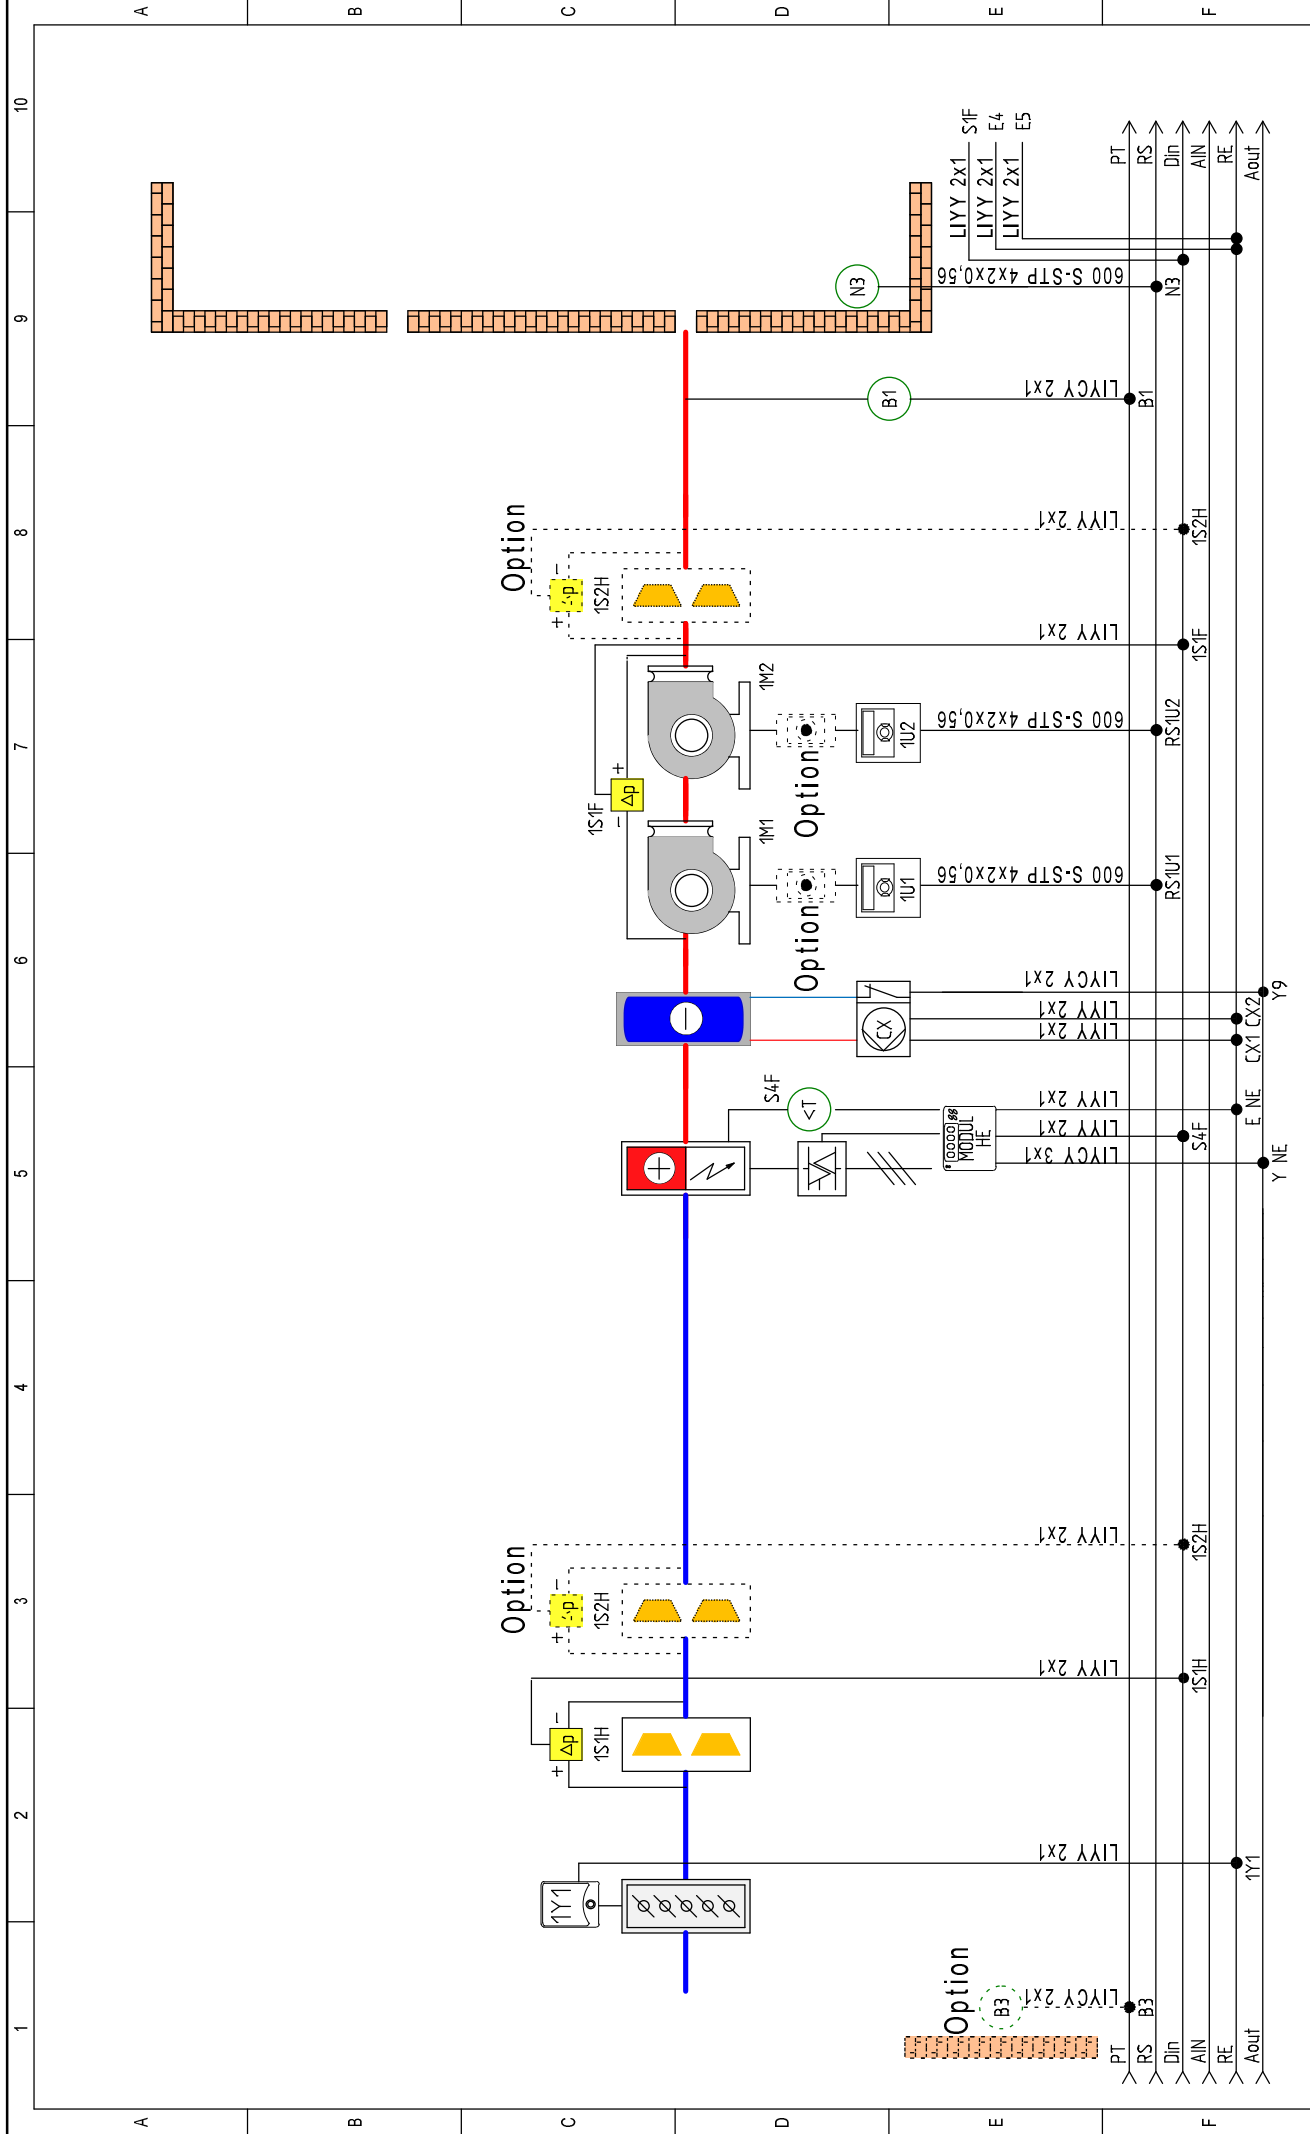 A
B
C
D
E
F
10
9
8
7
6
5
4
3
2
1
S1F
E4
E5
LIYY 2x1
LIYY 2x1
LIYY 2x1
PT
RS
Din
AIN
RE
Aout
N3
600 S-STP 4x2x0,56
N3
B1
LIYCY 2x1
B1
Option
+ Δp -
1S2H
LIYY 2x1
1S2H
LIYY 2x1
1S1F
1M2
Option
1U2
600 S-STP 4x2x0,56
RS1U2
1S1F
- Δp +
1M1
Option
1U1
600 S-STP 4x2x0,56
RS1U1
CX
LIYCY 2x1
LIYY 2x1
LIYY 2x1
Y9
CX2
CX1
S4F
<T
MODUL
HE
LIYY 2x1
LIYY 2x1
LIYCY 3x1
E NE
S4F
Y NE
Option
+ Δp -
1S2H
LIYY 2x1
1S2H
+ Δp -
1S1H
LIYY 2x1
1S1H
1Y1
LIYY 2x1
1Y1
Option
B3
LIYCY 2x1
B3
PT
RS
Din
AIN
RE
Aout
A
B
C
D
E
F